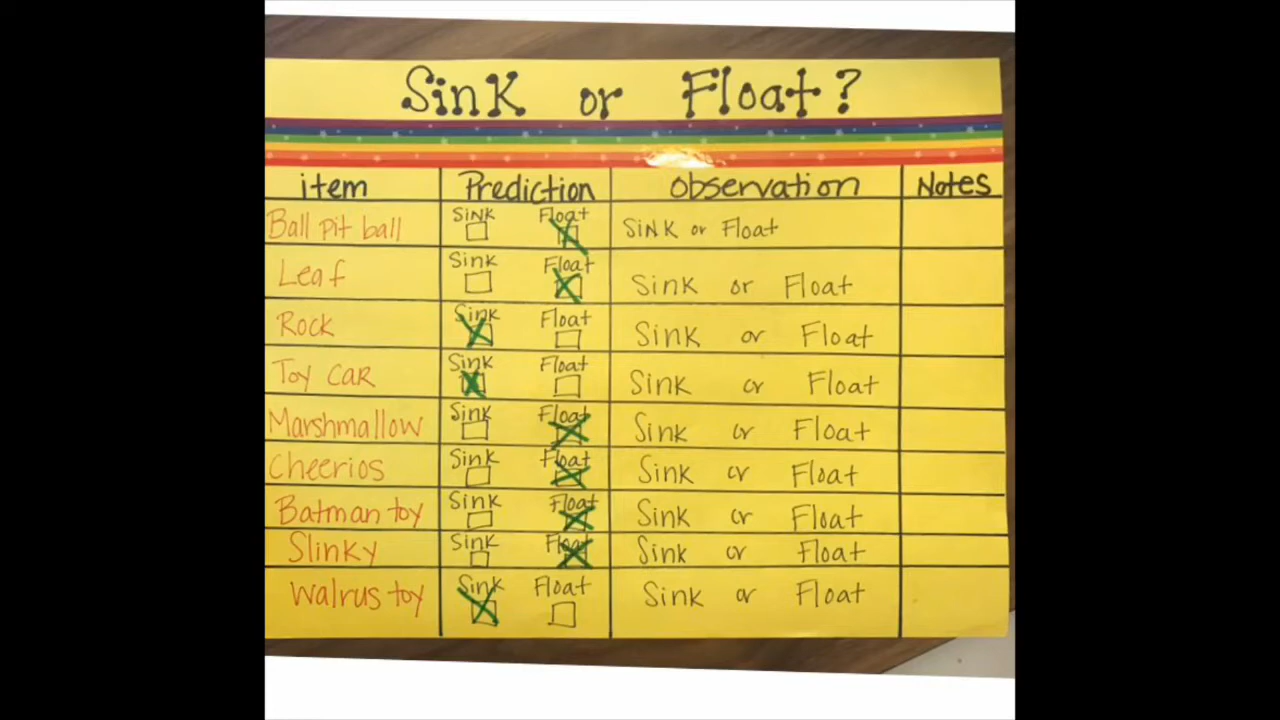 Sink or Float?
item Prediction Observation Notes
Sink Float
Ball pit ball Sink or Float
Sink Float
Leaf Sink or Float
Sink Float
Rock Sink or Float
Sink Float
Toy car Sink or Float
Sink Float
Marshmallow Sink or Float
Sink Float
Cheerios Sink or Float
Sink Float
Batman toy Sink or Float
Sink Float
Slinky Sink or Float
Sink Float
Walrus toy Sink or Float